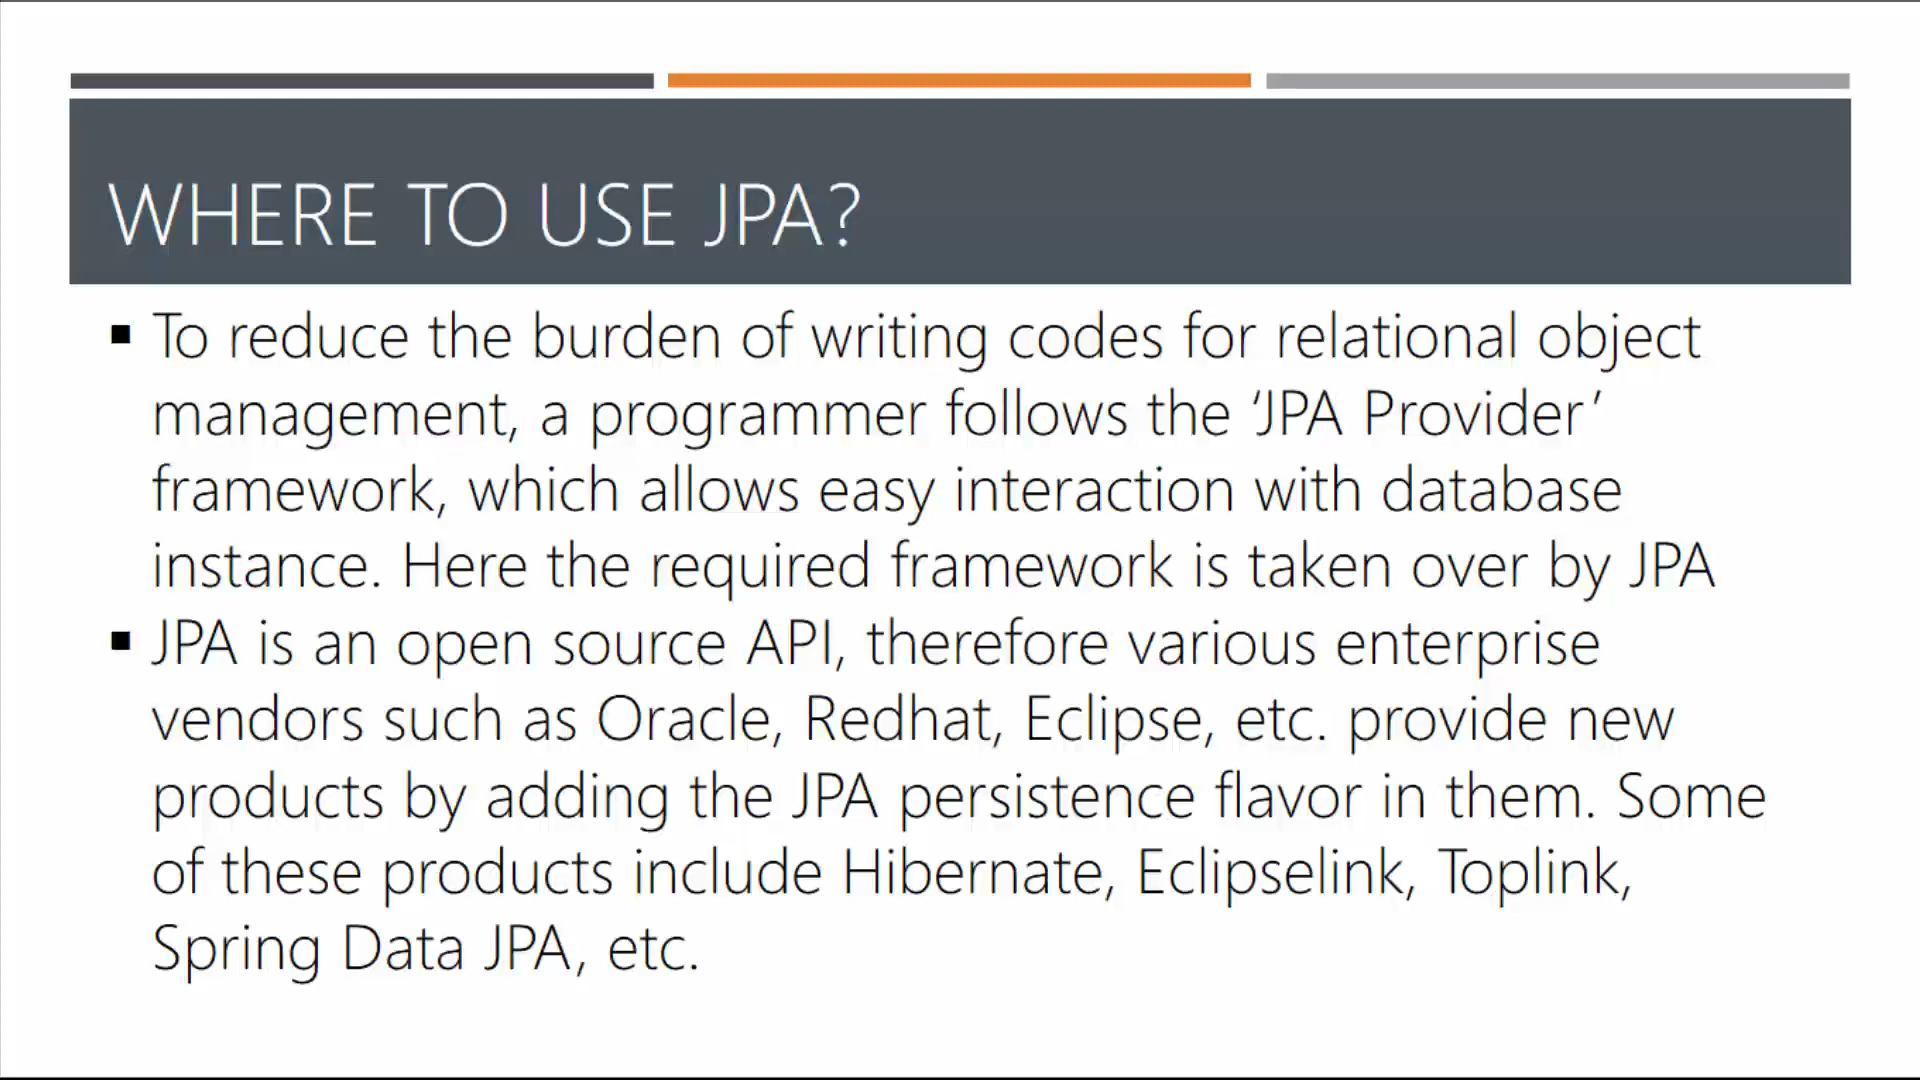 WHERE TO USE JPA?
▪ To reduce the burden of writing codes for relational object
management, a programmer follows the ‘JPA Provider’
framework, which allows easy interaction with database
instance. Here the required framework is taken over by JPA
▪ JPA is an open source API, therefore various enterprise
vendors such as Oracle, Redhat, Eclipse, etc. provide new
products by adding the JPA persistence flavor in them. Some
of these products include Hibernate, Eclipselink, Toplink,
Spring Data JPA, etc.